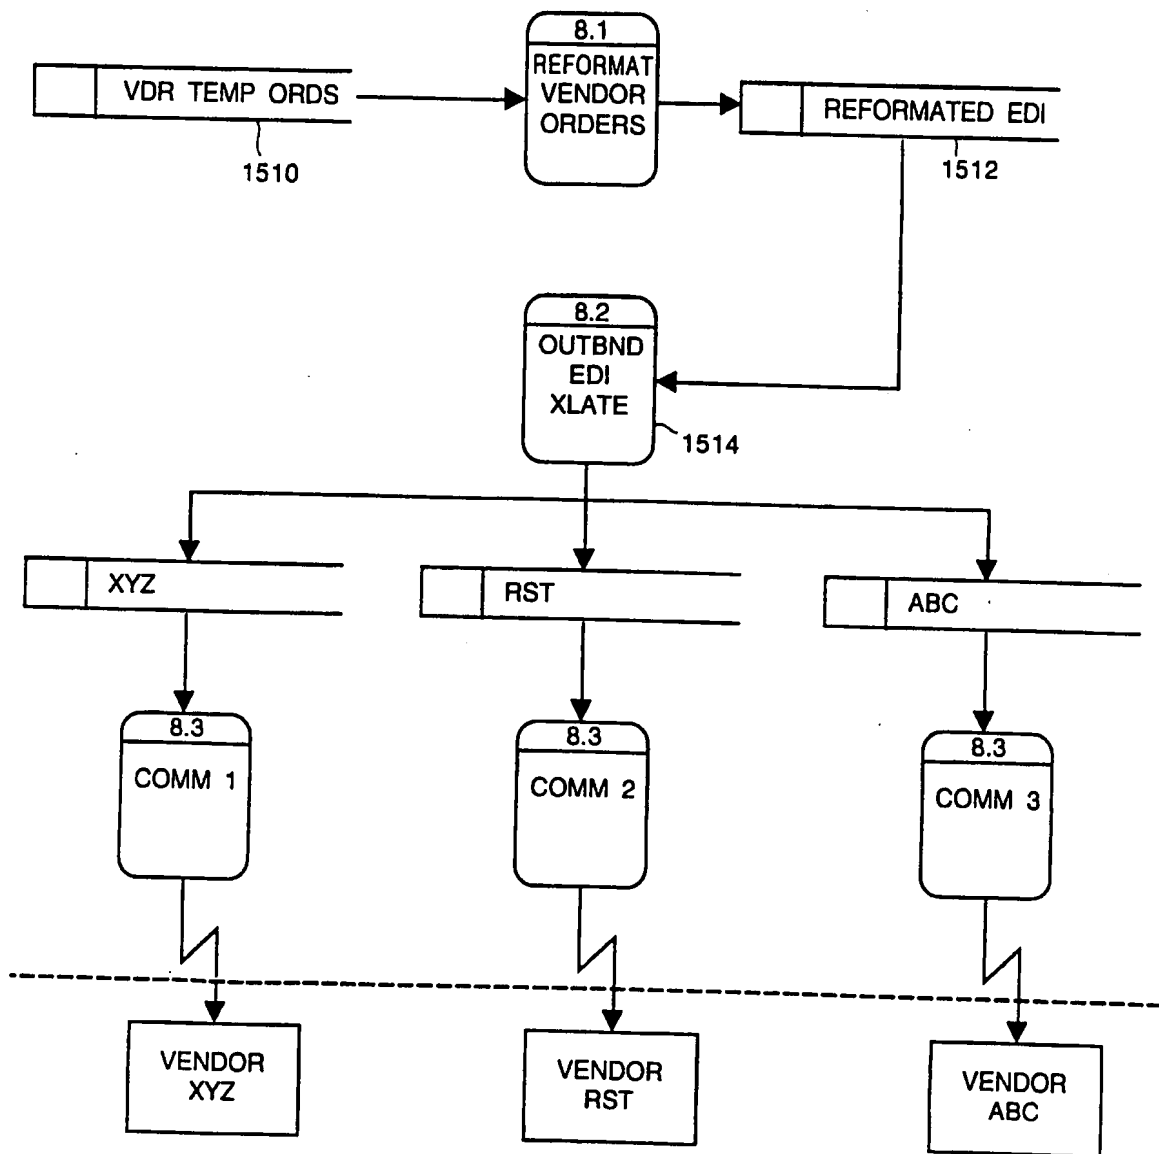 8.1
VDR TEMP ORDS
REFORMAT
VENDOR
ORDERS
REFORMATED EDI
1510
1512
8.2
OUTBND
EDI
XLATE
1514
XYZ
RST
ABC
8.3
COMM 1
8.3
COMM 2
8.3
COMM 3
VENDOR
XYZ
VENDOR
RST
VENDOR
ABC